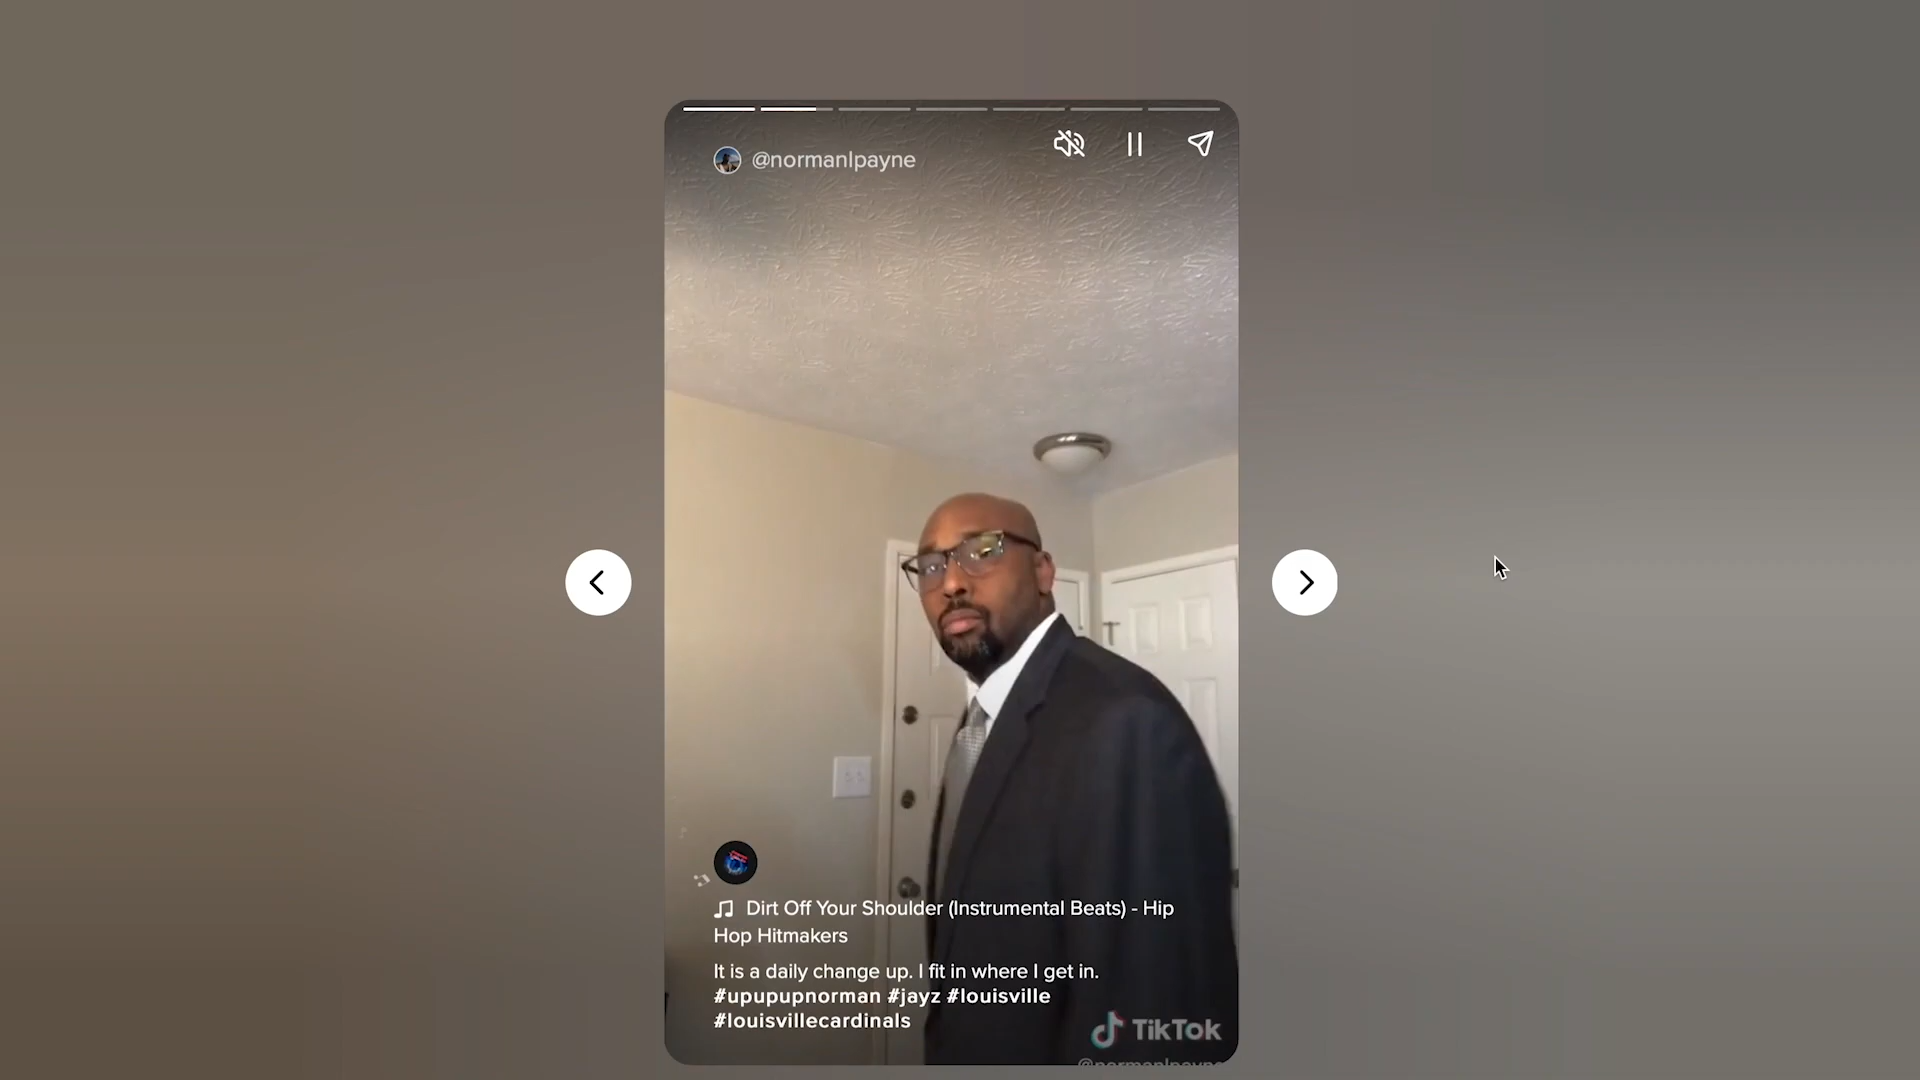 @normanlpayne
Dirt Off Your Shoulder (Instrumental Beats) - Hip
Hop Hitmakers
It is a daily change up. I fit in where I get in.
#upupupnorman #jayz #louisville
#louisvillecardinals
TikTok
@normanlpayne